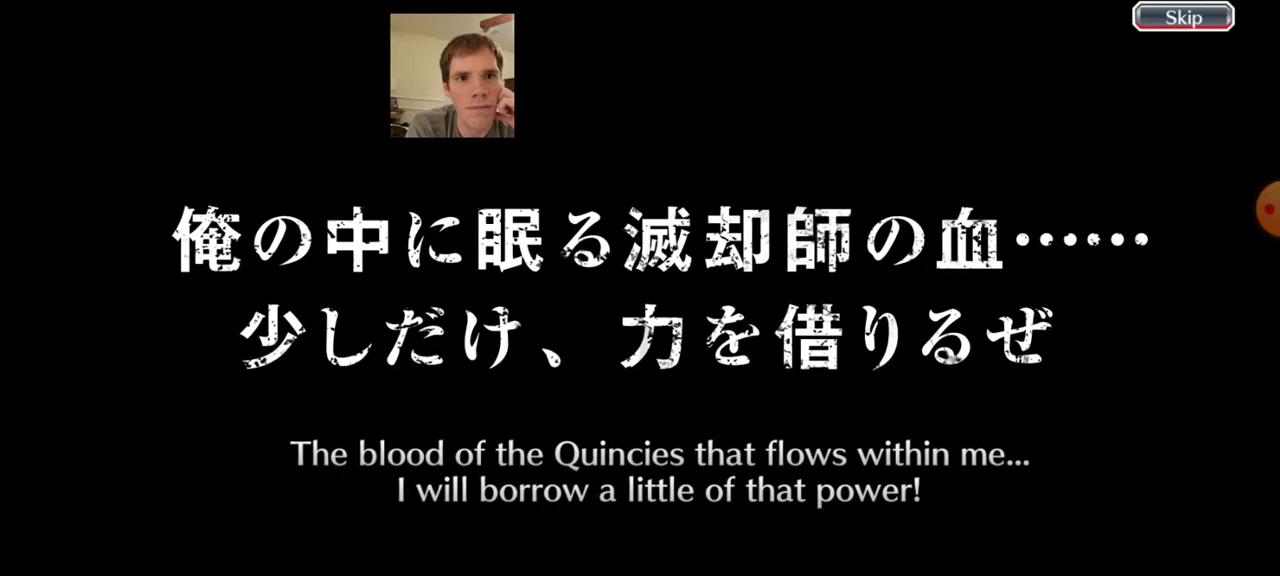 Skip
俺の中に眠る滅却師の血……
少しだけ、力を借りるぜ
The blood of the Quincies that flows within me...
I will borrow a little of that power!